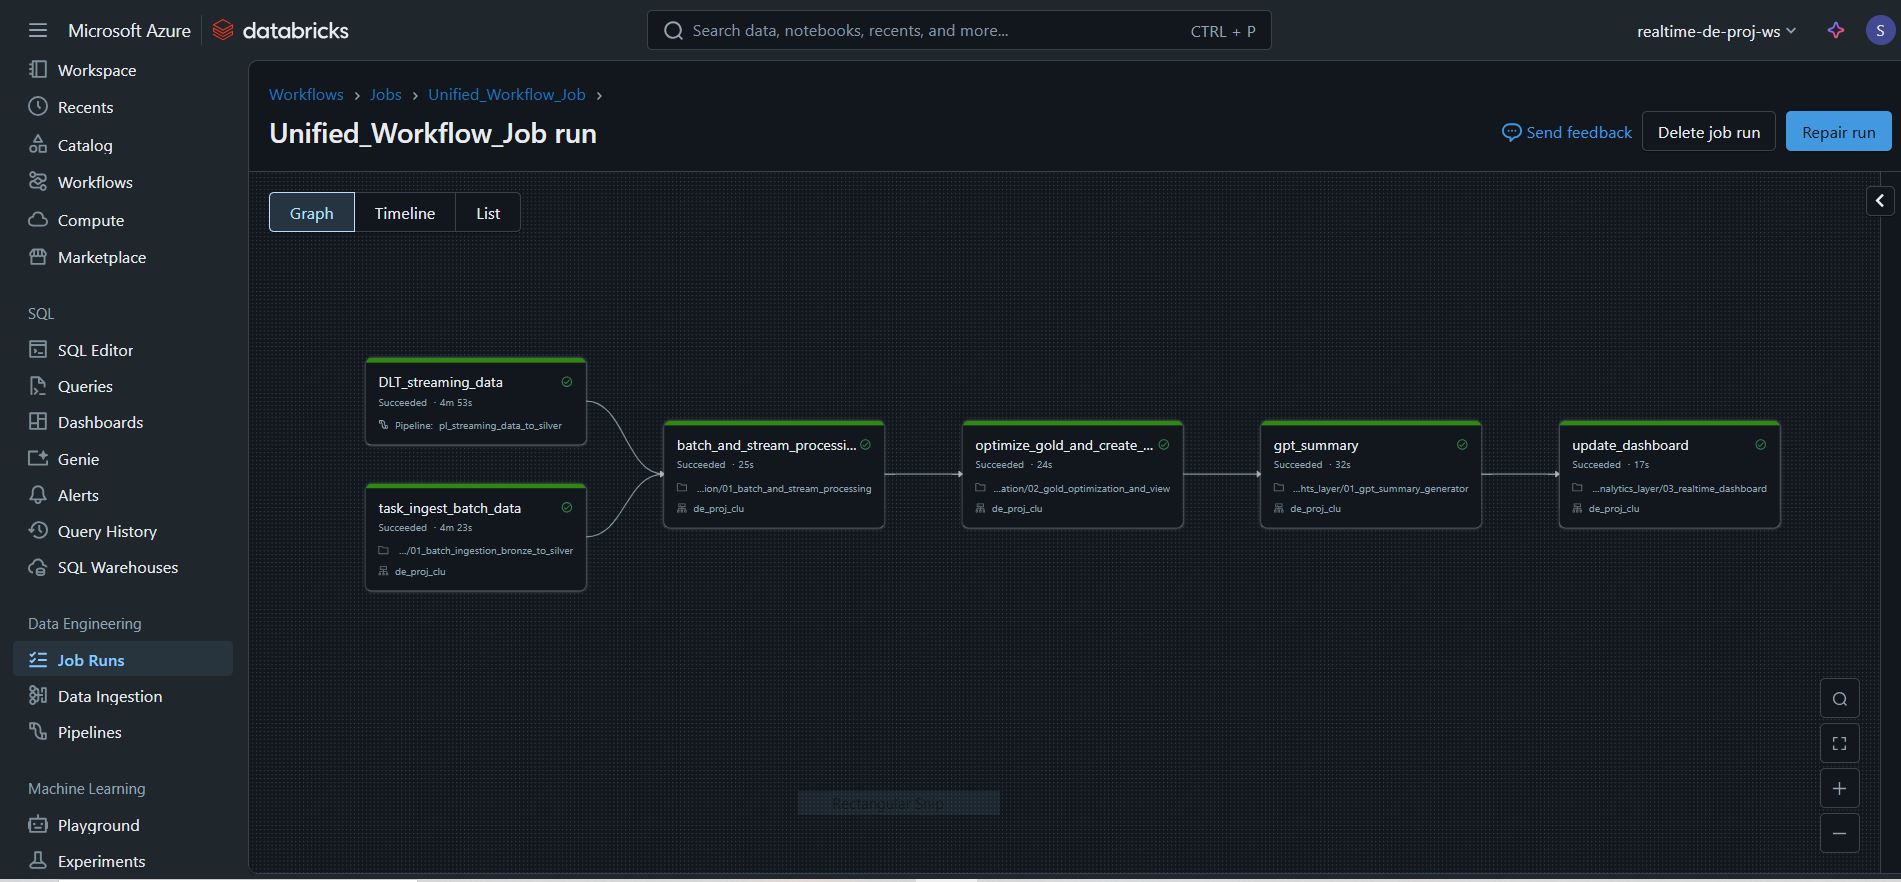 Microsoft Azure databricks
Search data, notebooks, recents, and more... CTRL + P
realtime-de-proj-ws
S
Workspace
Recents
Catalog
Workflows
Compute
Marketplace
SQL
SQL Editor
Queries
Dashboards
Genie
Alerts
Query History
SQL Warehouses
Data Engineering
Job Runs
Data Ingestion
Pipelines
Machine Learning
Playground
Experiments
Workflows > Jobs > Unified_Workflow_Job >
Unified_Workflow_Job run
Send feedback
Delete job run
Repair run
Graph
Timeline
List
DLT_streaming_data
Succeeded · 4m 53s
Pipeline: pl_streaming_data_to_silver
task_ingest_batch_data
Succeeded · 4m 23s
.../01_batch_ingestion_bronze_to_silver
de_proj_clu
batch_and_stream_processi...
Succeeded · 25s
...ion/01_batch_and_stream_processing
de_proj_clu
optimize_gold_and_create_...
Succeeded · 24s
...ation/02_gold_optimization_and_view
de_proj_clu
gpt_summary
Succeeded · 32s
...hts_layer/01_gpt_summary_generator
de_proj_clu
update_dashboard
Succeeded · 17s
...nalytics_layer/03_realtime_dashboard
de_proj_clu
Rectangular Snip